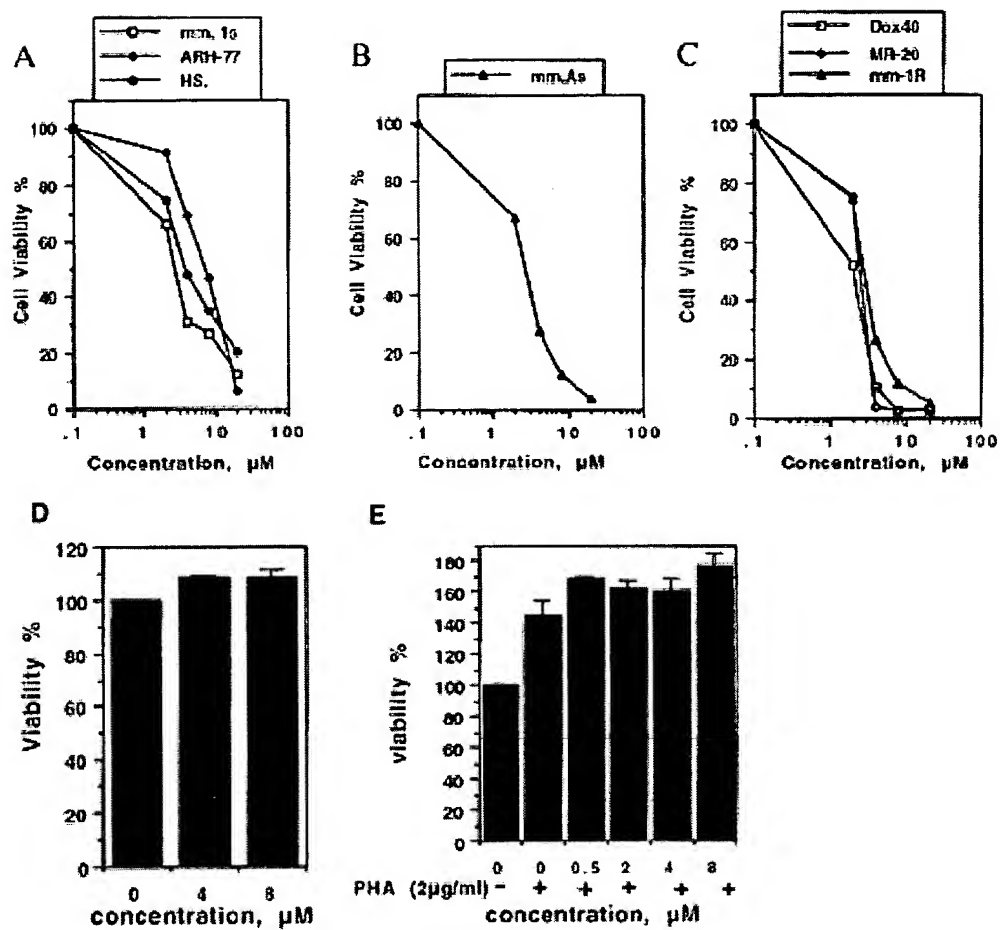 A
mm. 1s
ARH-77
HS.
Cell Viability %
100
80
60
40
20
0
.1 1 10 100
Concentration, µM
B
mm.As
Cell Viability %
100
80
60
40
20
0
.1 1 10 100
Concentration, µM
C
Dox40
MR-20
mm-1R
Cell Viability %
100
80
60
40
20
0
.1 1 10 100
Concentration, µM
D
Viability %
120
100
80
60
40
20
0
0 4 8
concentration, µM
E
viability %
180
160
140
120
100
80
60
40
20
0
0 0 0.5 2 4 8
PHA (2µg/ml) - + + + + +
concentration, µM